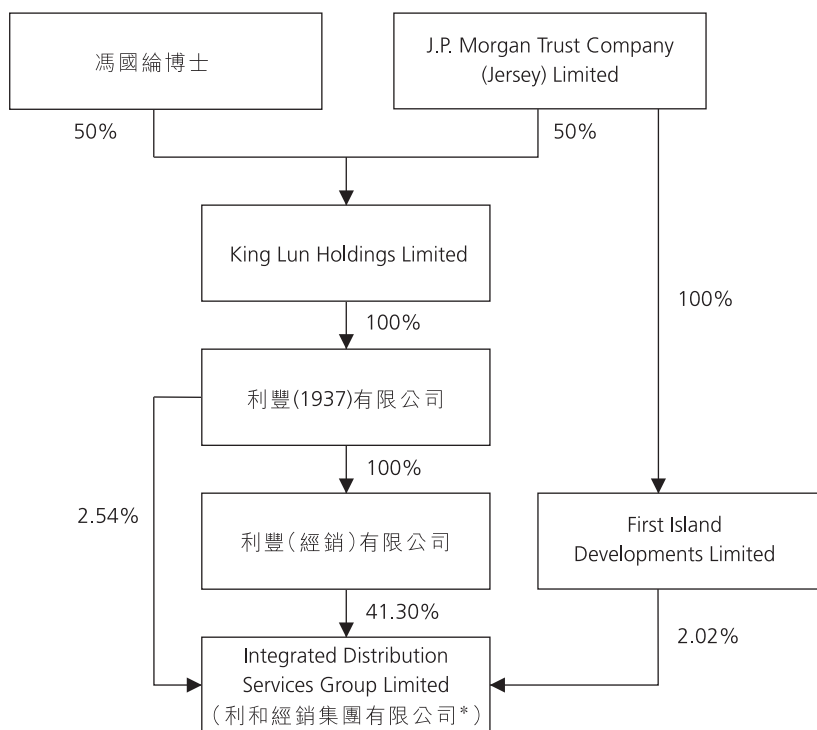 馮國綸博士
J.P. Morgan Trust Company
(Jersey) Limited
50%
50%
King Lun Holdings Limited
100%
100%
利豐(1937)有限公司
100%
2.54%
利豐(經銷)有限公司
First Island
Developments Limited
41.30%
2.02%
Integrated Distribution
Services Group Limited
(利和經銷集團有限公司*)